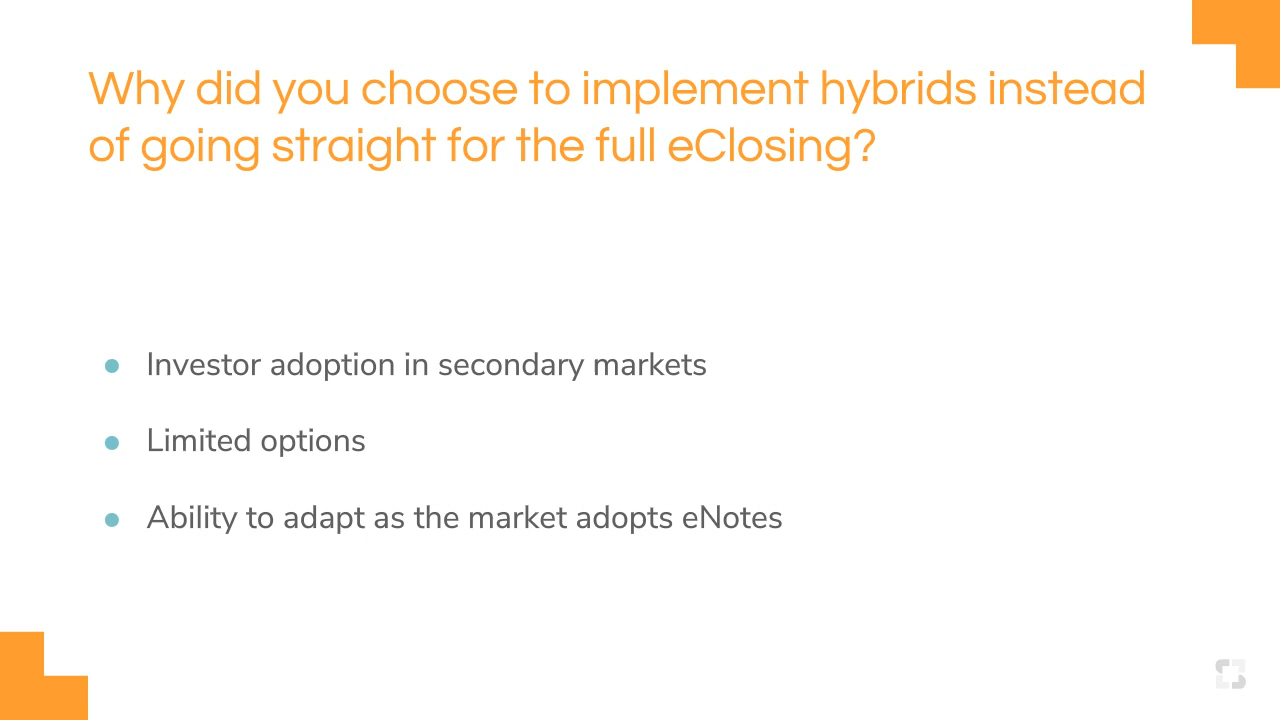 Why did you choose to implement hybrids instead
of going straight for the full eClosing?
Investor adoption in secondary markets
Limited options
Ability to adapt as the market adopts eNotes